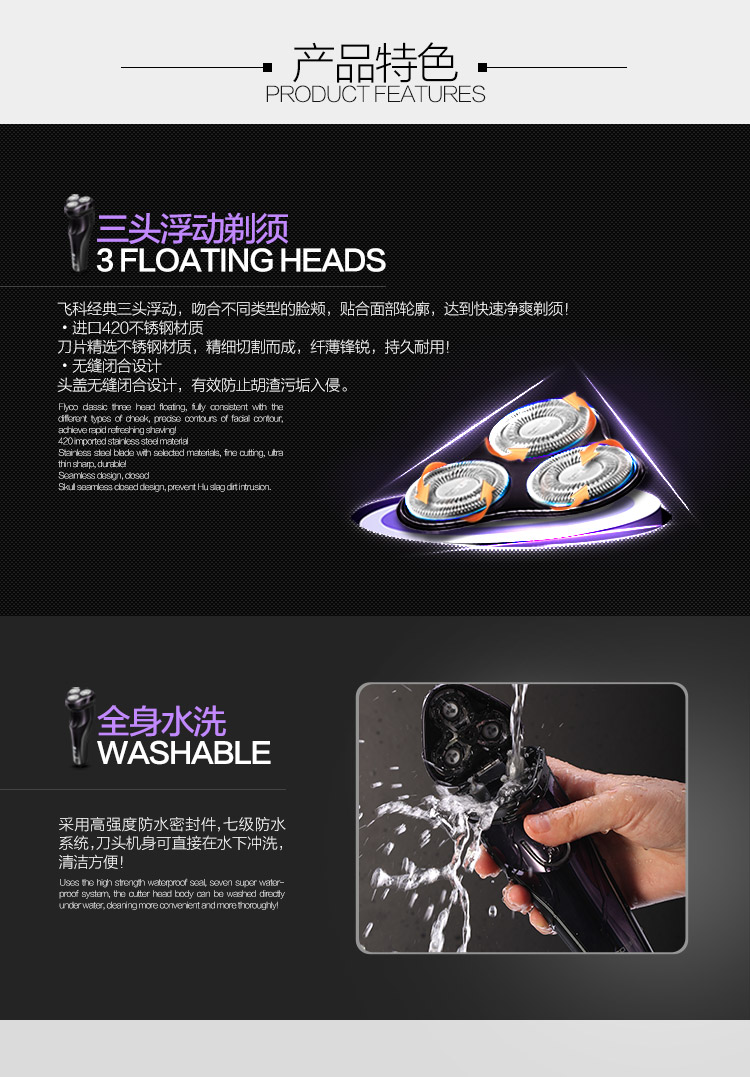 产品特色
PRODUCT FEATURES
三头浮动剃须
3 FLOATING HEADS
飞科经典三头浮动，吻合不同类型的脸颊，贴合面部轮廓，达到快速净爽剃须！
·进口420不锈钢材质
刀片精选不锈钢材质，精细切割而成，纤薄锋锐，持久耐用！
·无缝闭合设计
头盖无缝闭合设计，有效防止胡渣污垢入侵。
Flyco classic three head floating, fully consistent with the
different types of cheek, precise contours of facial contour,
achieve rapid refreshing shaving!
420 imported stainless steel material
Stainless steel blade with selected materials, fine cutting, ultra
thin sharp, durable!
Seamless design, closed
Skull seamless closed design, prevent Hu slag dirt intrusion.
全身水洗
WASHABLE
采用高强度防水密封件，七级防水
系统，刀头机身可直接在水下冲洗，
清洁方便！
Uses the high strength waterproof seal, seven super water-
proof system, the cutter head body can be washed directly
under water, cleaning more convenient and more thoroughly!